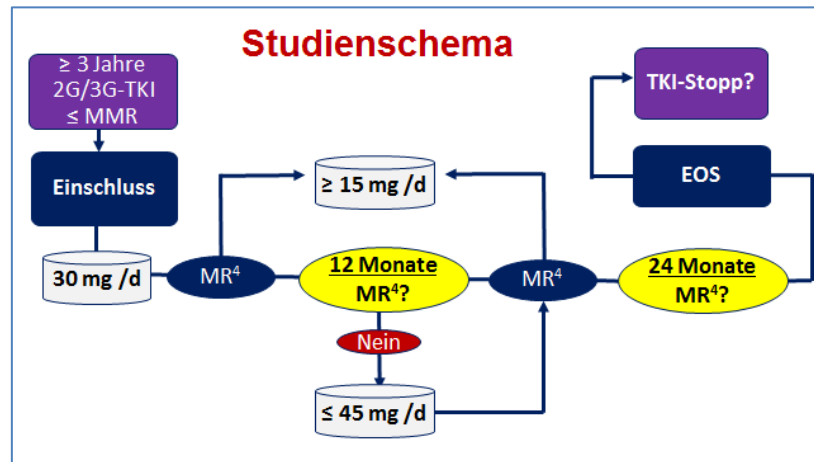 Studienschema
≥ 3 Jahre
2G/3G-TKI
≤ MMR
TKI-Stopp?
Einschluss
≥ 15 mg /d
EOS
30 mg /d
MR⁴
12 Monate
MR⁴?
MR⁴
24 Monate
MR⁴?
Nein
≤ 45 mg /d